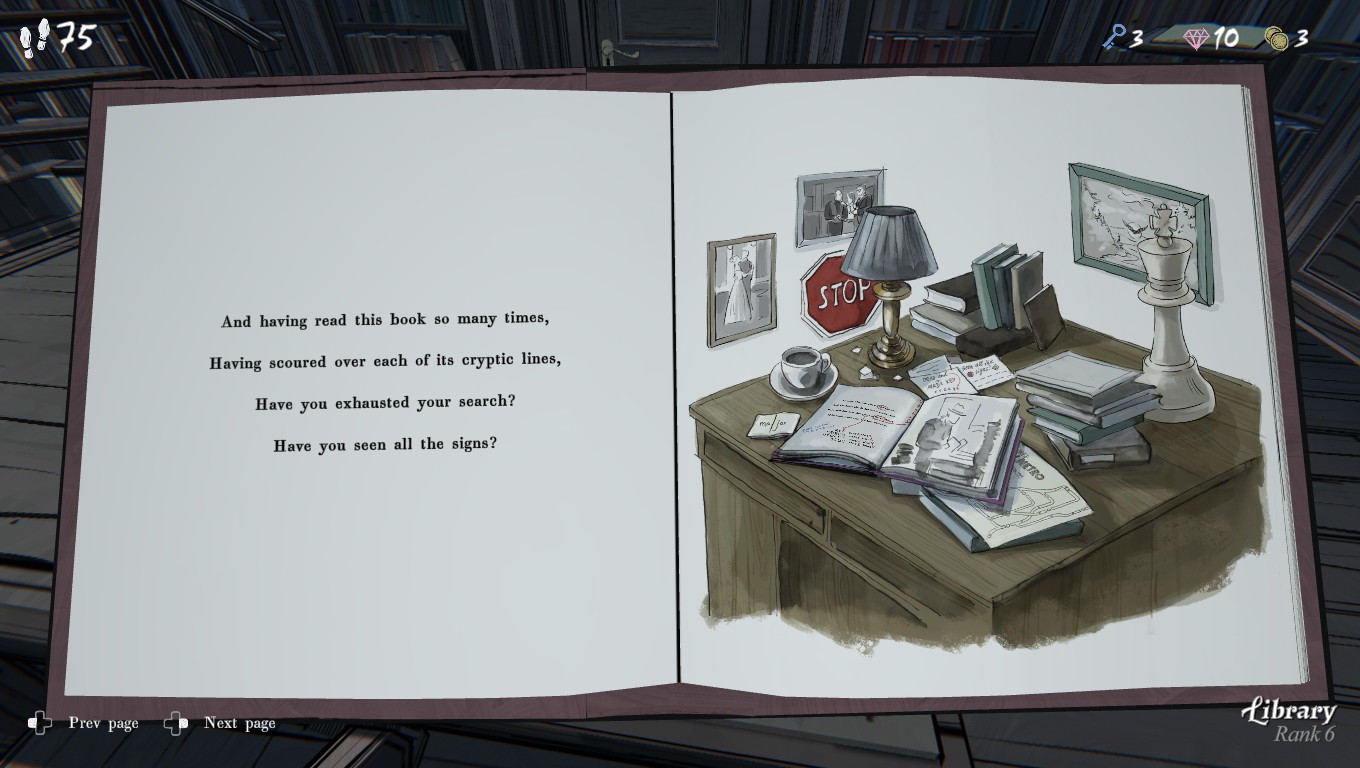 75
3
10
3
And having read this book so many times,
Having scoured over each of its cryptic lines,
Have you exhausted your search?
Have you seen all the signs?
STOP
Prev page
Next page
Library
Rank 6